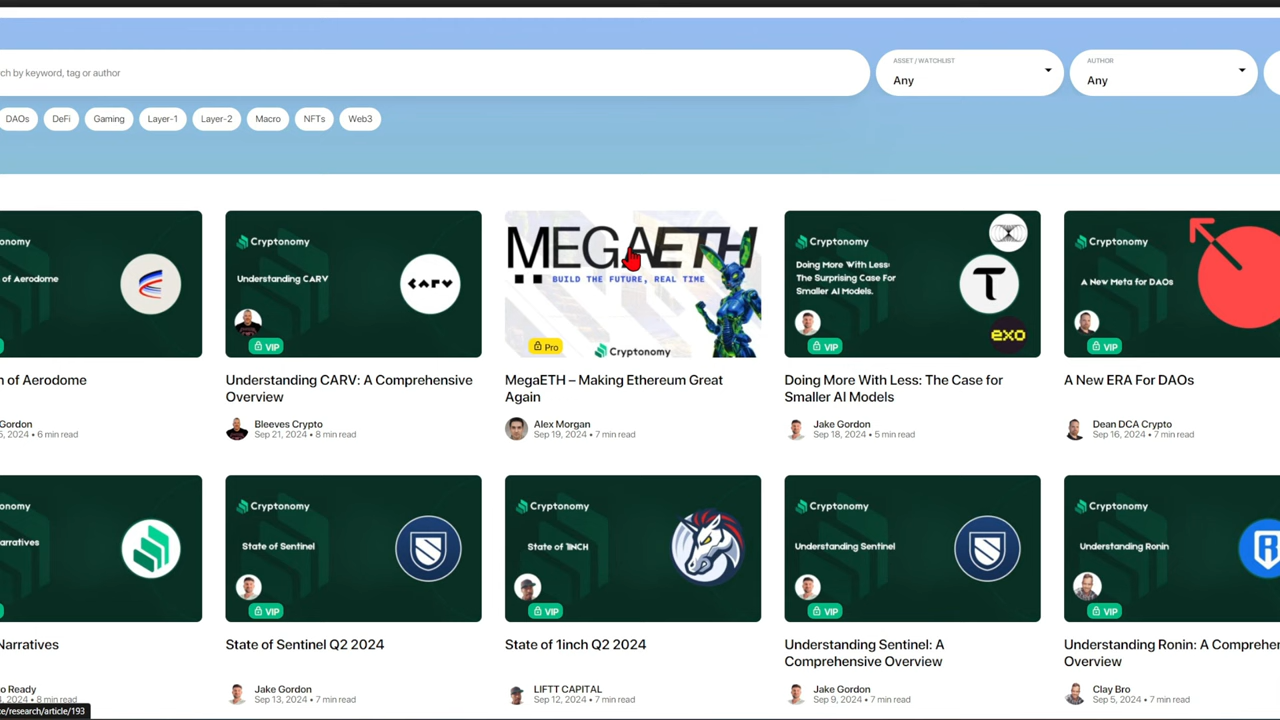 ASSET / WATCHLIST
AUTHOR
ch by keyword, tag or author
Any
Any
DAOs
DeFi
Gaming
Layer-1
Layer-2
Macro
NFTs
Web3
onomy
of Aerodome
Cryptonomy
Understanding CARV
CARV
VIP
MEGAETH
BUILD THE FUTURE, REAL TIME
Pro
Cryptonomy
Cryptonomy
Doing More With Less:
The Surprising Case For
Smaller AI Models.
T
exo
VIP
Cryptonomy
A New Meta for DAOs
VIP
n of Aerodome
Understanding CARV: A Comprehensive
Overview
MegaETH – Making Ethereum Great
Again
Doing More With Less: The Case for
Smaller AI Models
A New ERA For DAOs
Gordon
5, 2024 • 6 min read
Bleeves Crypto
Sep 21, 2024 • 8 min read
Alex Morgan
Sep 19, 2024 • 7 min read
Jake Gordon
Sep 18, 2024 • 5 min read
Dean DCA Crypto
Sep 16, 2024 • 7 min read
onomy
arratives
Cryptonomy
State of Sentinel
VIP
Cryptonomy
State of 1INCH
VIP
Cryptonomy
Understanding Sentinel
VIP
Cryptonomy
Understanding Ronin
VIP
Narratives
State of Sentinel Q2 2024
State of 1inch Q2 2024
Understanding Sentinel: A
Comprehensive Overview
Understanding Ronin: A Comprehen
Overview
o Ready
, 2024 • 8 min read
Jake Gordon
Sep 13, 2024 • 7 min read
LIFTT CAPITAL
Sep 12, 2024 • 7 min read
Jake Gordon
Sep 9, 2024 • 7 min read
Clay Bro
Sep 5, 2024 • 7 min read
e/research/article/193